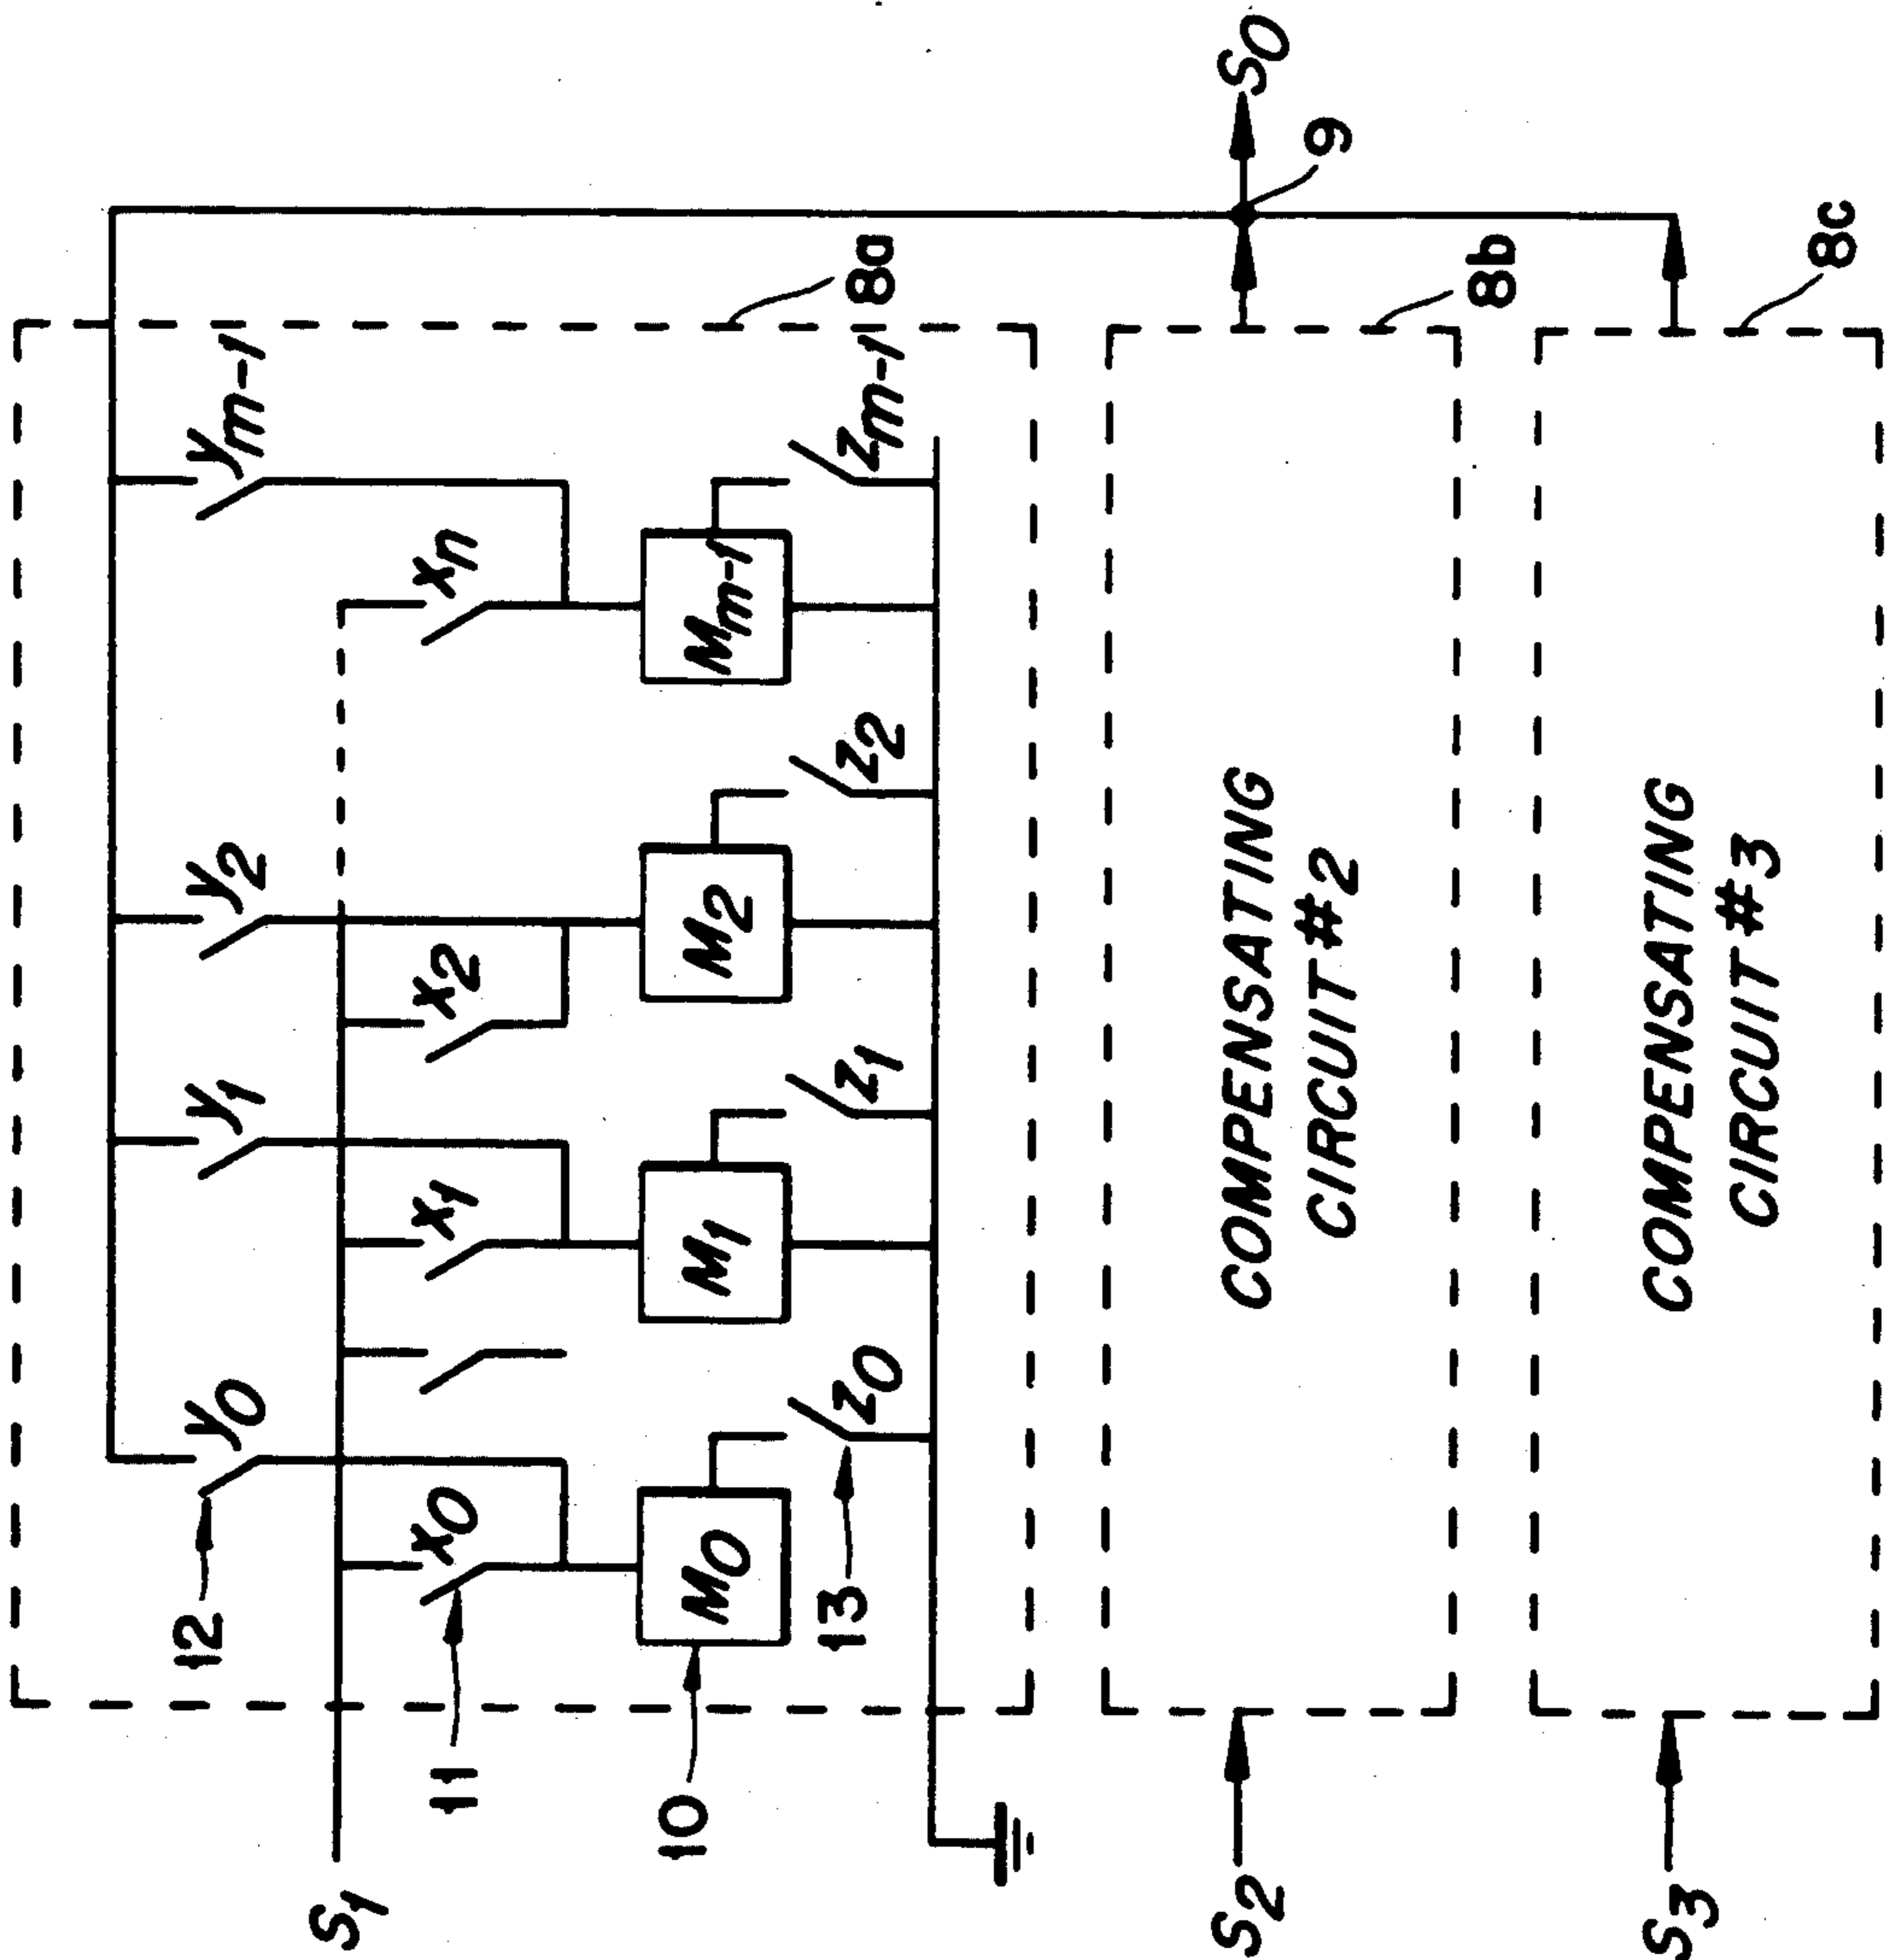 12
y0
y1
y2
ym-1
S1
11
x0
x1
x2
xn
10
M0
M1
M2
Mm-1
13
z0
z1
z2
zm-1
8a
S2
COMPENSATING
CIRCUIT #2
S0
9
8b
S3
COMPENSATING
CIRCUIT #3
8c